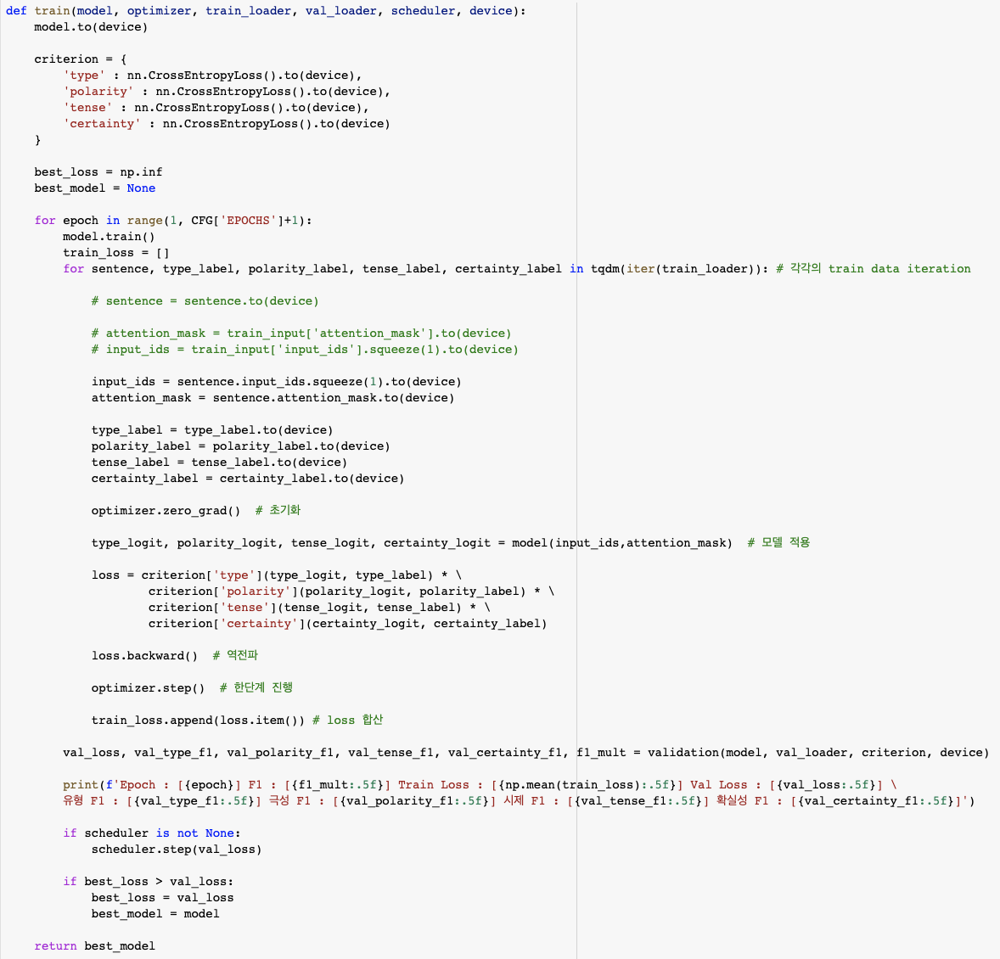 def train(model, optimizer, train_loader, val_loader, scheduler, device):
    model.to(device)

    criterion = {
        'type' : nn.CrossEntropyLoss().to(device),
        'polarity' : nn.CrossEntropyLoss().to(device),
        'tense' : nn.CrossEntropyLoss().to(device),
        'certainty' : nn.CrossEntropyLoss().to(device)
    }

    best_loss = np.inf
    best_model = None

    for epoch in range(1, CFG['EPOCHS']+1):
        model.train()
        train_loss = []
        for sentence, type_label, polarity_label, tense_label, certainty_label in tqdm(iter(train_loader)): # 각각의 train data iteration

            # sentence = sentence.to(device)

            # attention_mask = train_input['attention_mask'].to(device)
            # input_ids = train_input['input_ids'].squeeze(1).to(device)

            input_ids = sentence.input_ids.squeeze(1).to(device)
            attention_mask = sentence.attention_mask.to(device)

            type_label = type_label.to(device)
            polarity_label = polarity_label.to(device)
            tense_label = tense_label.to(device)
            certainty_label = certainty_label.to(device)

            optimizer.zero_grad()  # 초기화

            type_logit, polarity_logit, tense_logit, certainty_logit = model(input_ids,attention_mask)  # 모델 적용

            loss = criterion['type'](type_logit, type_label) * \
                    criterion['polarity'](polarity_logit, polarity_label) * \
                    criterion['tense'](tense_logit, tense_label) * \
                    criterion['certainty'](certainty_logit, certainty_label)

            loss.backward()  # 역전파

            optimizer.step()  # 한단계 진행

            train_loss.append(loss.item()) # loss 합산

        val_loss, val_type_f1, val_polarity_f1, val_tense_f1, val_certainty_f1, f1_mult = validation(model, val_loader, criterion, device)

        print(f'Epoch : [{epoch}] F1 : [{f1_mult:.5f}] Train Loss : [{np.mean(train_loss):.5f}] Val Loss : [{val_loss:.5f}] \
        유형 F1 : [{val_type_f1:.5f}] 극성 F1 : [{val_polarity_f1:.5f}] 시제 F1 : [{val_tense_f1:.5f}] 확실성 F1 : [{val_certainty_f1:.5f}]')

        if scheduler is not None:
            scheduler.step(val_loss)

        if best_loss > val_loss:
            best_loss = val_loss
            best_model = model

    return best_model